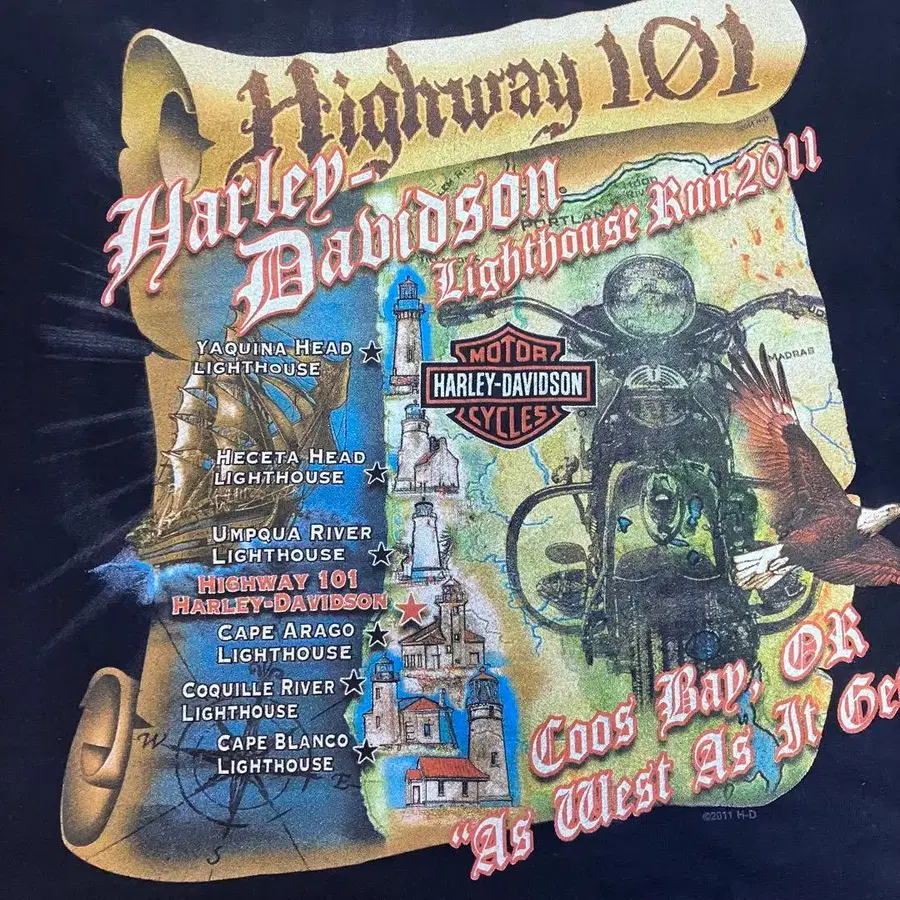 Highway 101
Harley-
Davidson
Lighthouse Run 2011
PORTLAN
MADRAS
YAQUINA HEAD
LIGHTHOUSE
MOTOR
HARLEY-DAVIDSON
CYCLES
HECETA HEAD
LIGHTHOUSE
UMPQUA RIVER
LIGHTHOUSE
HIGHWAY 101
HARLEY-DAVIDSON
CAPE ARAGO
LIGHTHOUSE
COQUILLE RIVER
LIGHTHOUSE
CAPE BLANCO
LIGHTHOUSE
W
E
S
Coos Bay, OR
"As West As It Ge
©2011 H-D